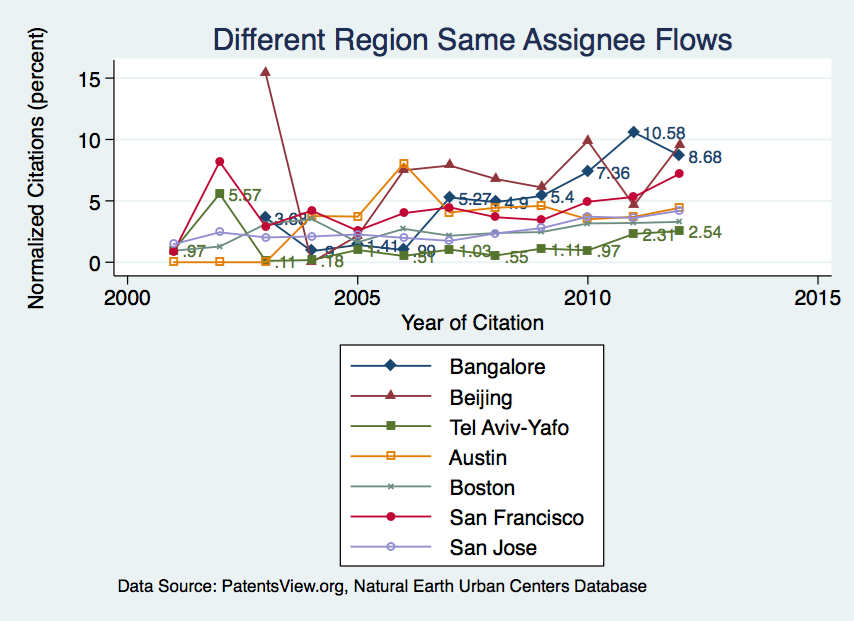 Different Region Same Assignee Flows
Normalized Citations (percent)
15
10
5
0
.97
5.57
3.63
.11
.9
.18
1.41
.99
.51
5.27
1.03
4.9
.55
5.4
1.11
7.36
.97
10.58
2.31
8.68
2.54
2000
2005
2010
2015
Year of Citation
Bangalore
Beijing
Tel Aviv-Yafo
Austin
Boston
San Francisco
San Jose
Data Source: PatentsView.org, Natural Earth Urban Centers Database